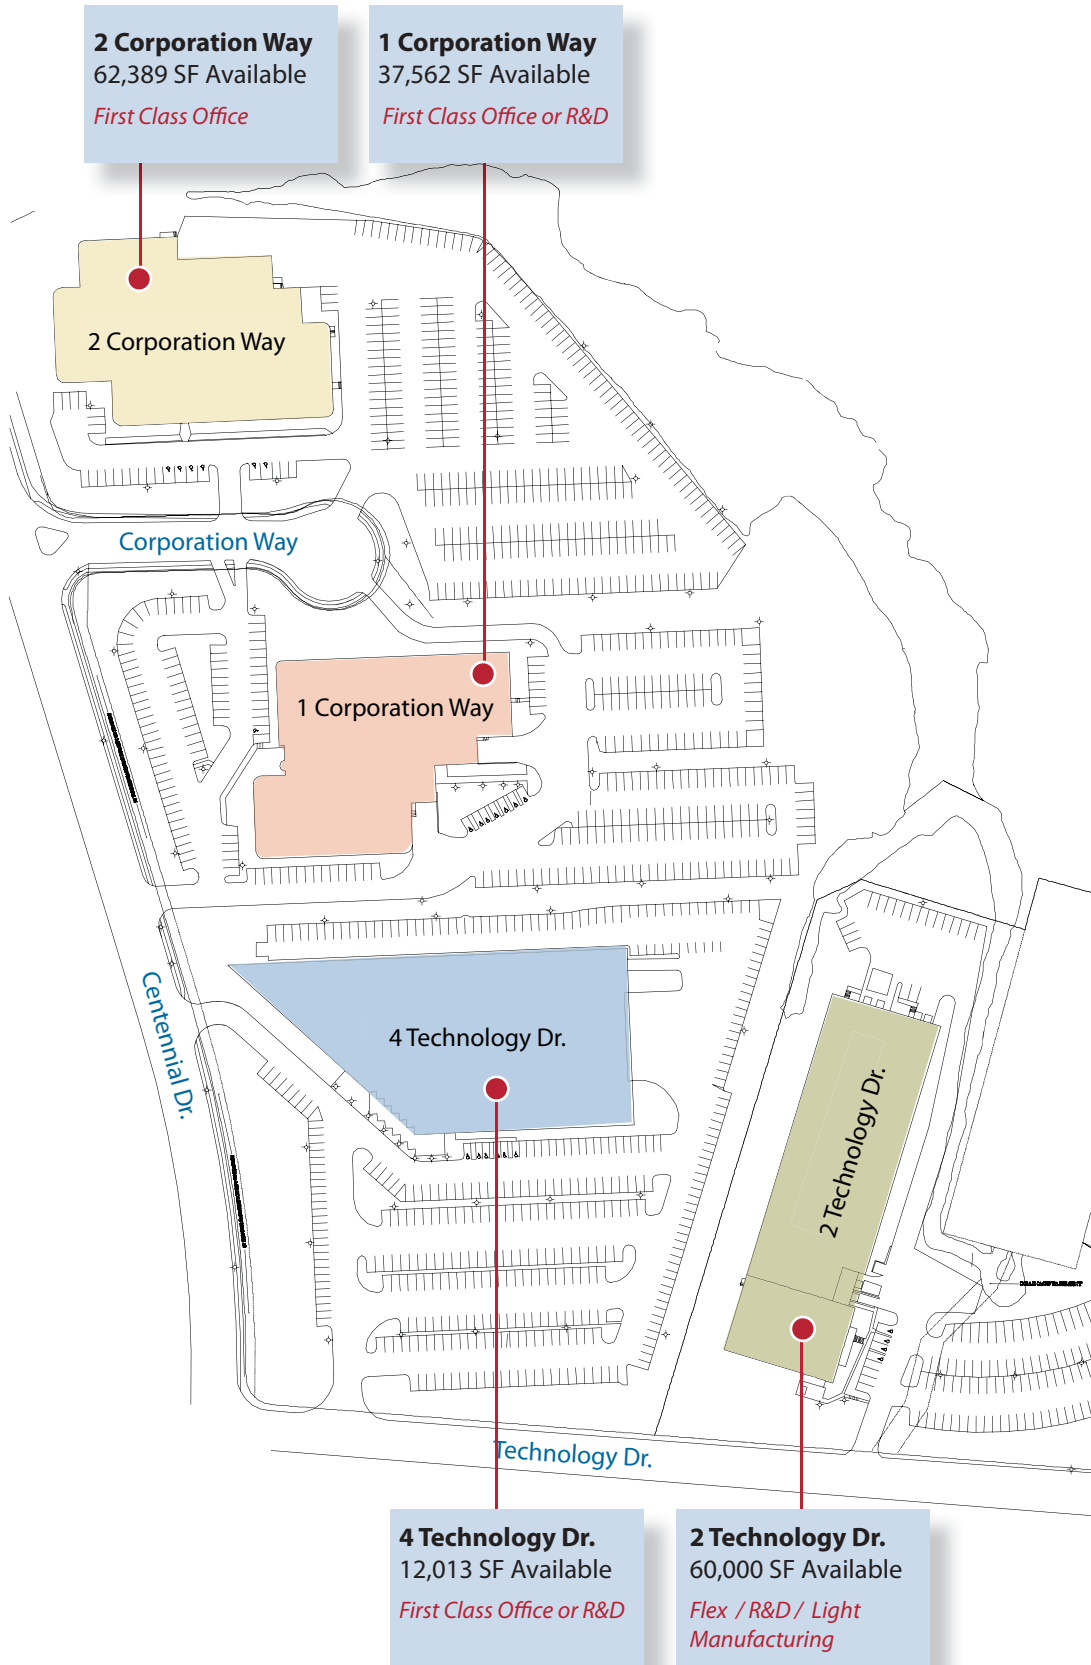 2 Corporation Way
62,389 SF Available
First Class Office
1 Corporation Way
37,562 SF Available
First Class Office or R&D
2 Corporation Way
Corporation Way
1 Corporation Way
Centennial Dr.
4 Technology Dr.
2 Technology Dr.
Technology Dr.
4 Technology Dr.
12,013 SF Available
First Class Office or R&D
2 Technology Dr.
60,000 SF Available
Flex / R&D / Light
Manufacturing